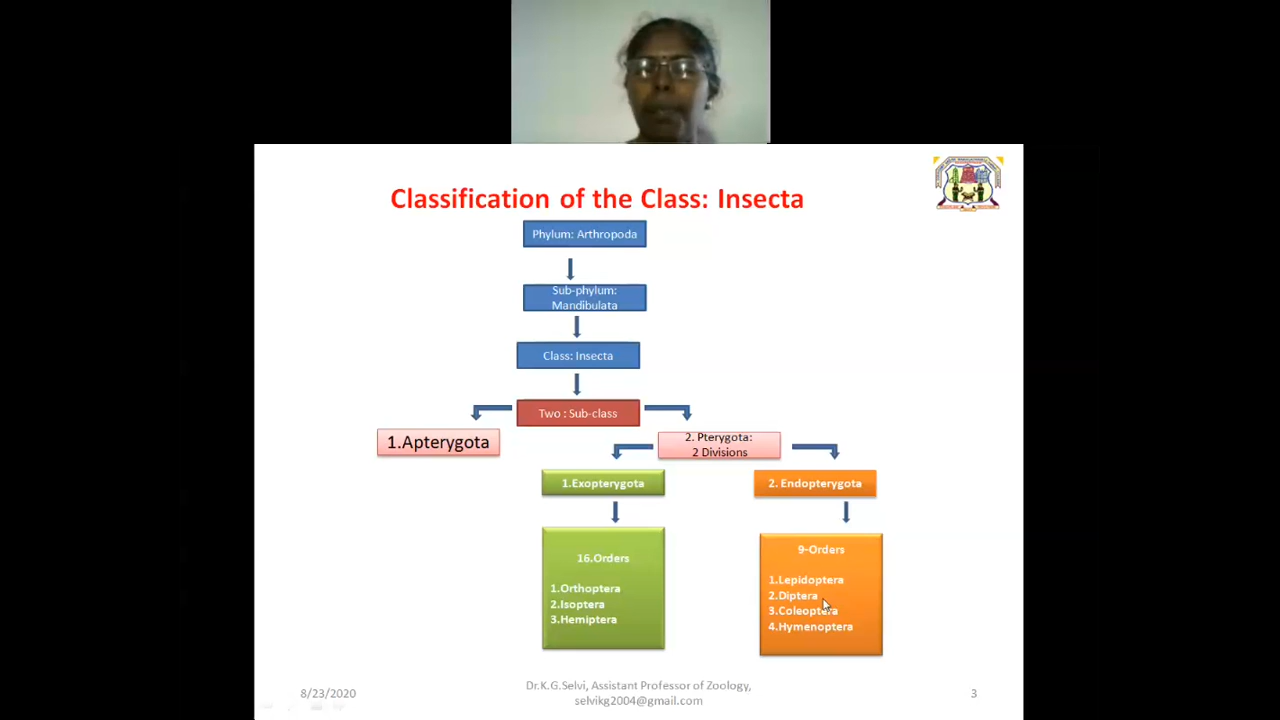 Classification of the Class: Insecta
Phylum: Arthropoda
Sub-phylum:
Mandibulata
Class: Insecta
Two : Sub-class
1.Apterygota
2. Pterygota:
2 Divisions
1.Exopterygota
2. Endopterygota
16.Orders
1.Orthoptera
2.Isoptera
3.Hemiptera
9-Orders
1.Lepidoptera
2.Diptera
3.Coleoptera
4.Hymenoptera
8/23/2020
Dr.K.G.Selvi, Assistant Professor of Zoology,
selvikg2004@gmail.com
3